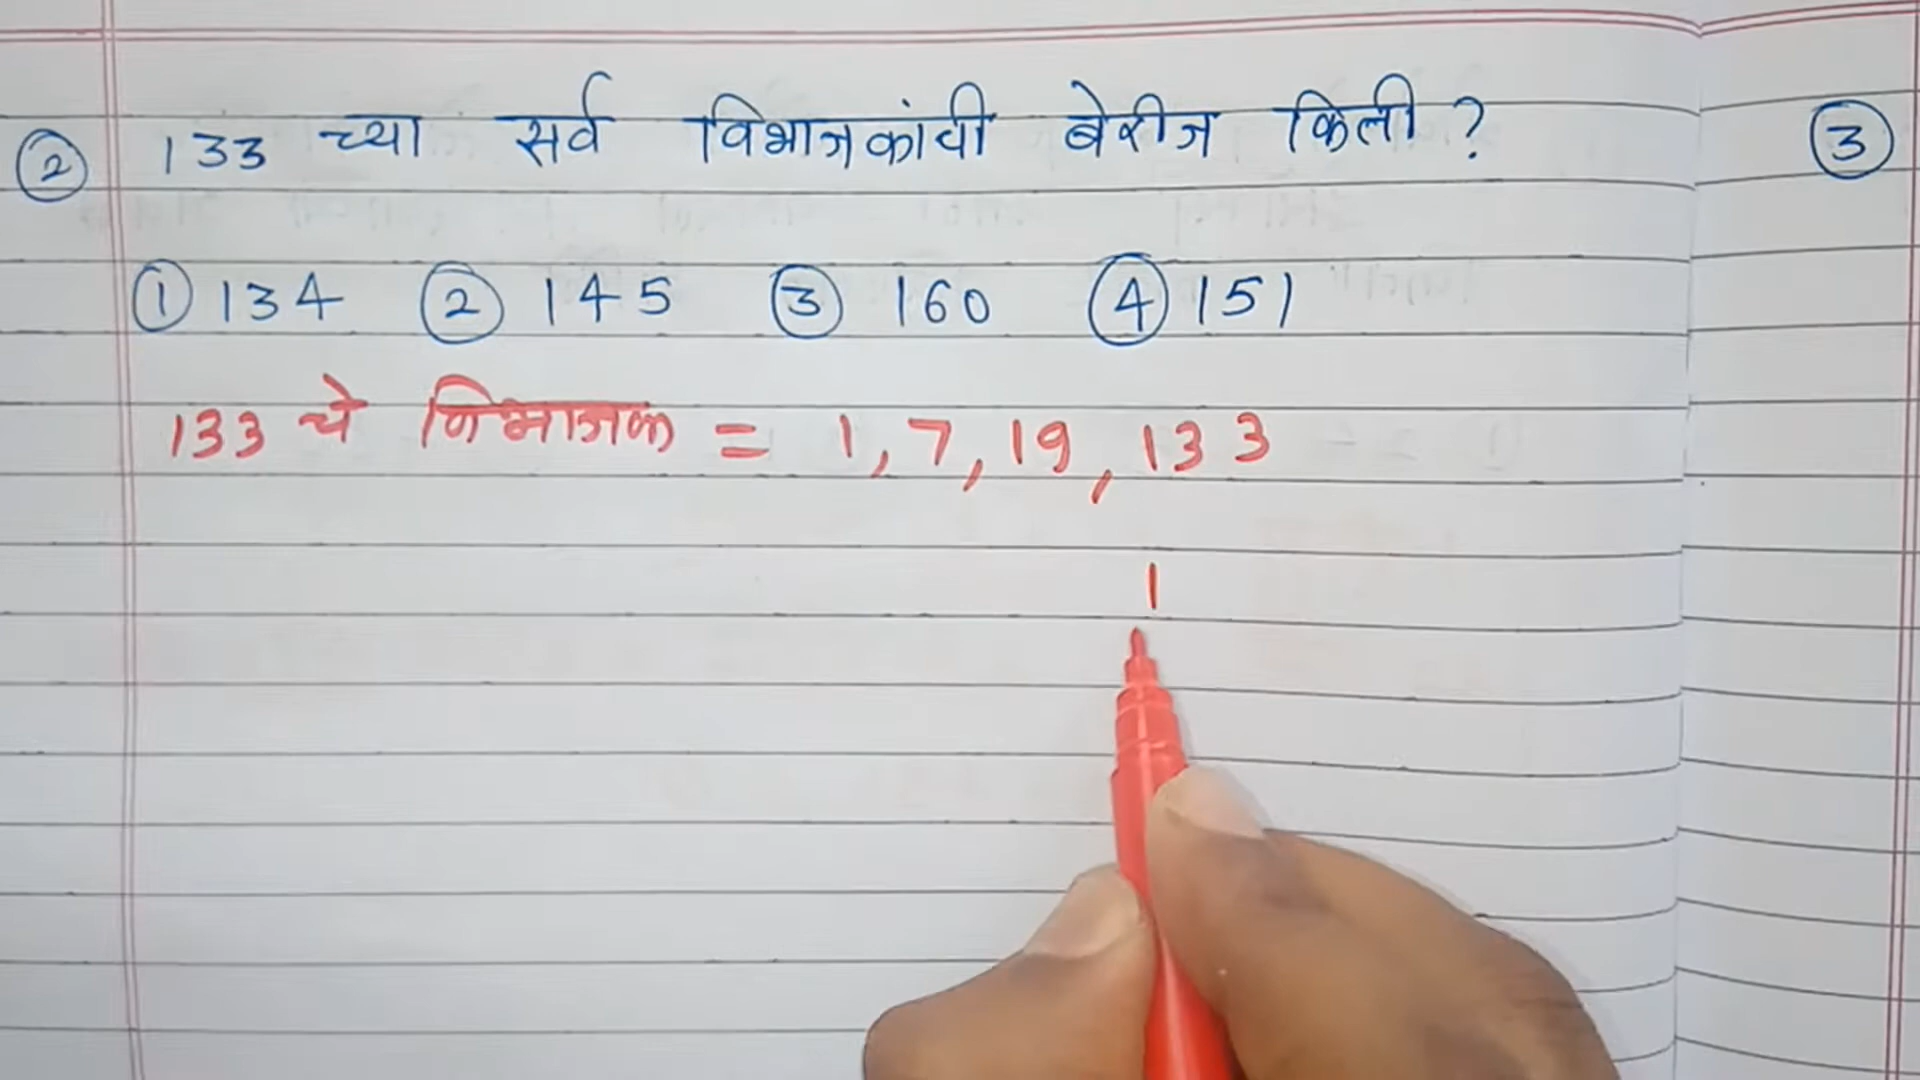 ② 133 च्या सर्व विभाजकांची बेरीज किती ?
③
① 134 ② 145 ③ 160 ④ 151
133 चे विभाजक = 1, 7, 19, 133
1